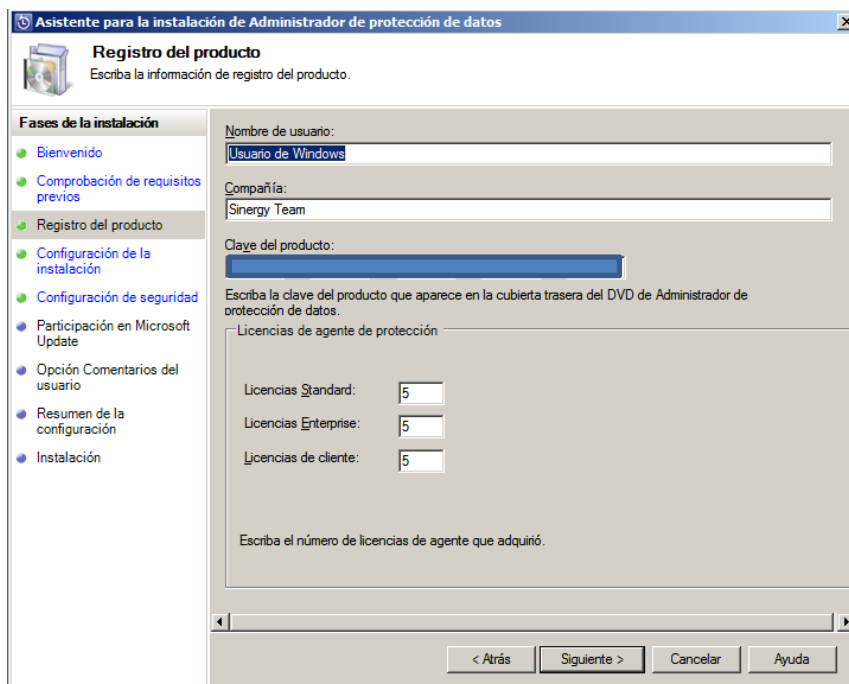 Asistente para la instalación de Administrador de protección de datos
Registro del producto
Escriba la información de registro del producto.
Fases de la instalación
Bienvenido
Comprobación de requisitos
previos
Registro del producto
Configuración de la
instalación
Configuración de seguridad
Participación en Microsoft
Update
Opción Comentarios del
usuario
Resumen de la
configuración
Instalación
Nombre de usuario:
Usuario de Windows
Compañía:
Sinergy Team
Clave del producto:
Escriba la clave del producto que aparece en la cubierta trasera del DVD de Administrador de
protección de datos.
Licencias de agente de protección
Licencias Standard: 5
Licencias Enterprise: 5
Licencias de cliente: 5
Escriba el número de licencias de agente que adquirió.
< Atrás Siguiente > Cancelar Ayuda